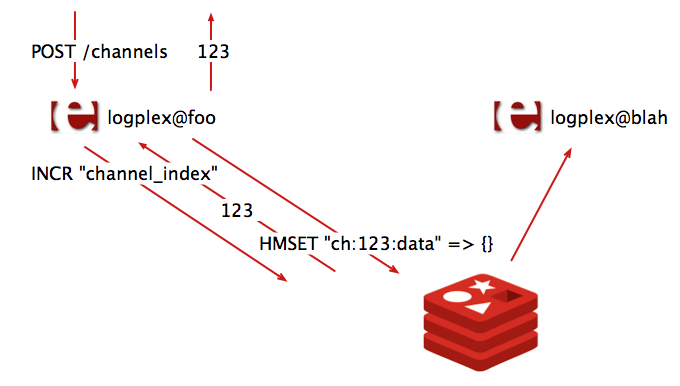 POST /channels 123
logplex@foo
logplex@blah
INCR "channel_index"
123
HMSET "ch:123:data" => {}